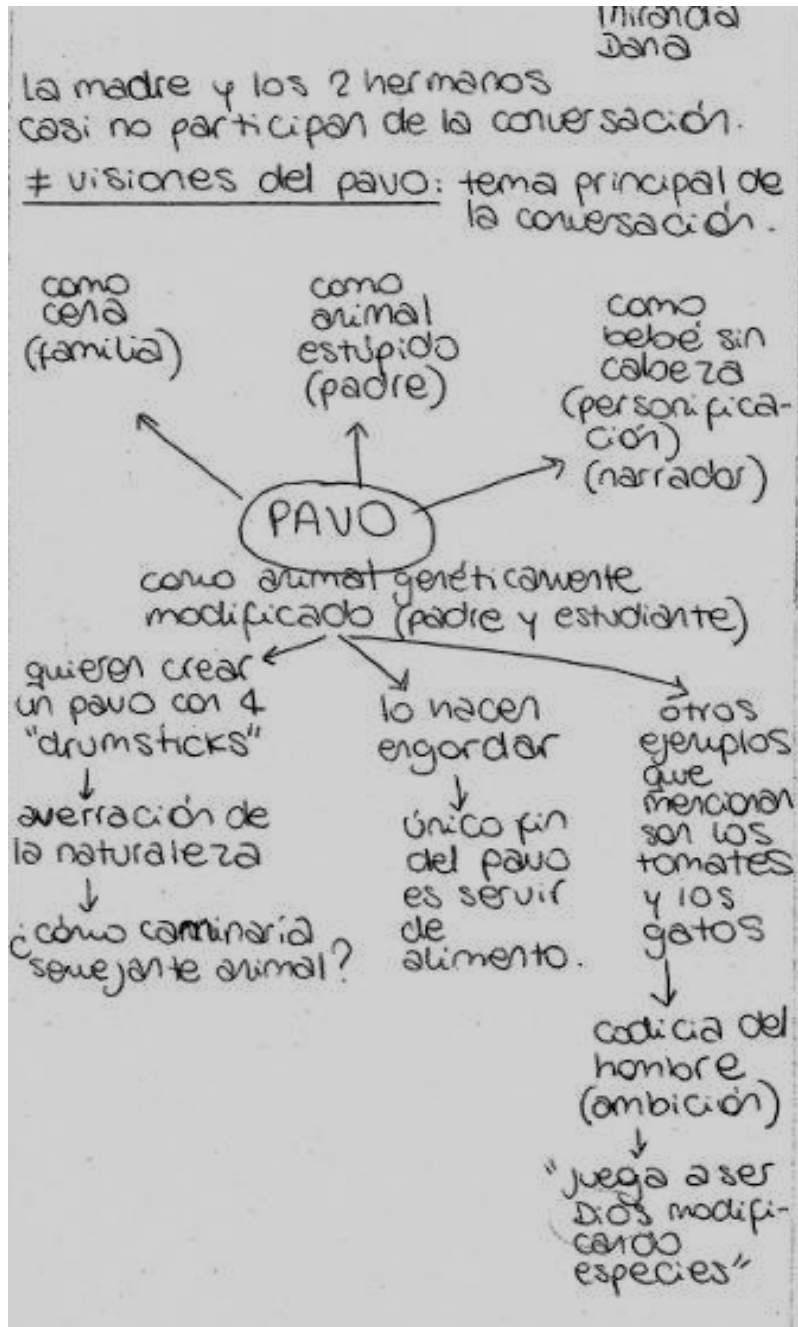 Miranda
Dana
La madre y los 2 hermanos
casi no participan de la conversación.
≠ visiones del pavo: tema principal de
la conversación.
como
cena
(familia)
como
animal
estúpido
(padre)
como
bebé sin
cabeza
(personifica-
ción)
(narrador)
PAVO
como animal genéticamente
modificado (padre y estudiante)
quieren crear
un pavo con 4
"drumsticks"
averración de
la naturaleza
¿cómo caminaría
semejante animal?
lo hacen
engordar
único fin
del pavo
es servir
de
alimento.
otros
ejemplos
que
mencionan
son los
tomates
y los
gatos
codicia del
hombre
(ambición)
"juega a ser
Dios modifi-
cando
especies"